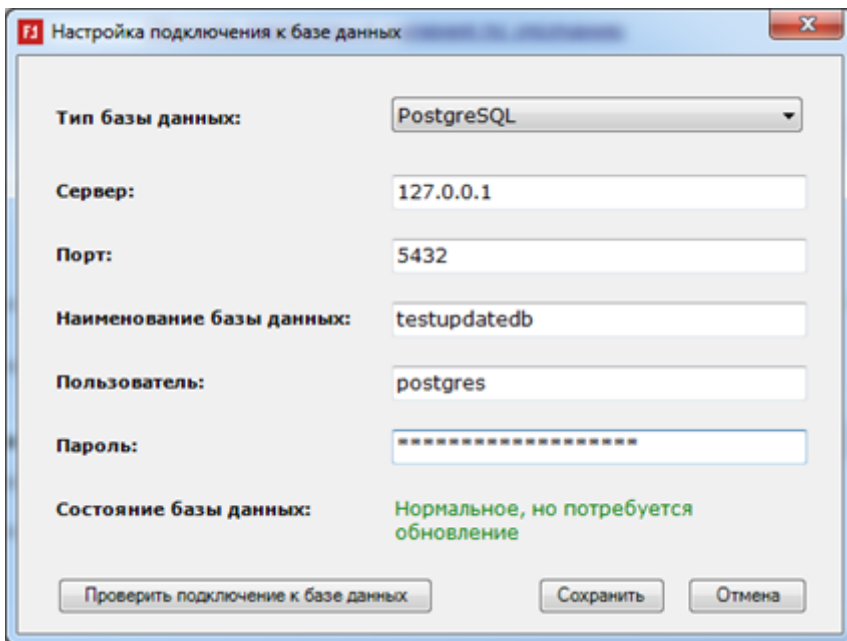 Настройка подключения к базе данных
Тип базы данных: PostgreSQL
Сервер: 127.0.0.1
Порт: 5432
Наименование базы данных: testupdatedb
Пользователь: postgres
Пароль: *******************
Состояние базы данных: Нормальное, но потребуется
обновление
Проверить подключение к базе данных Сохранить Отмена